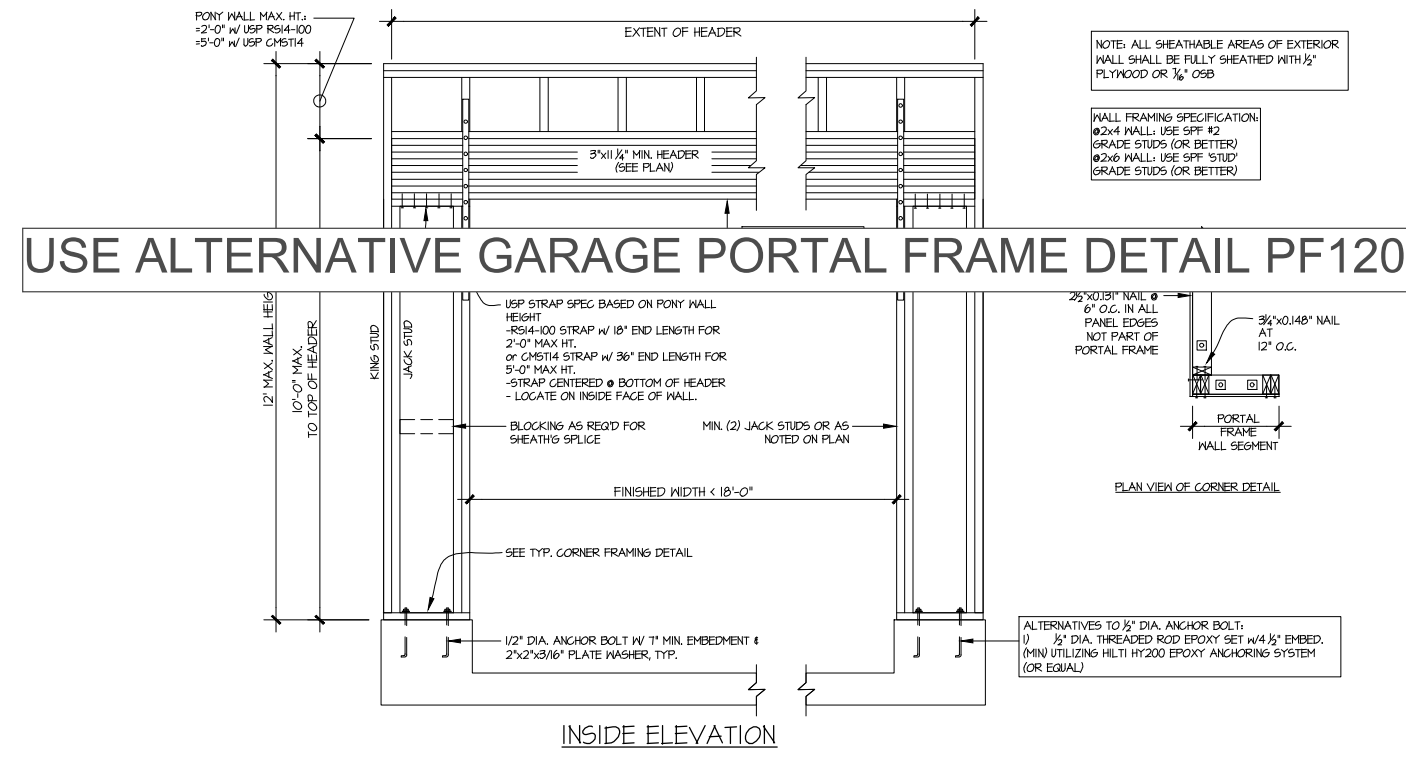 PONY WALL MAX. HT.:
=2'-0" W/ USP RS14-100
=5'-0" W/ USP CMST14
EXTENT OF HEADER
NOTE: ALL SHEATHABLE AREAS OF EXTERIOR
WALL SHALL BE FULLY SHEATHED WITH 1/2"
PLYWOOD OR 7/16" OSB
WALL FRAMING SPECIFICATION:
@2x4 WALL: USE SPF #2
GRADE STUDS (OR BETTER)
@2x6 WALL: USE SPF 'STUD'
GRADE STUDS (OR BETTER)
3"x11 1/4" MIN. HEADER
(SEE PLAN)
USE ALTERNATIVE GARAGE PORTAL FRAME DETAIL PF120
12' MAX. WALL HEIG
10'-0" MAX.
TO TOP OF HEADER
KING STUD
JACK STUD
USP STRAP SPEC BASED ON PONY WALL
HEIGHT
-RS14-100 STRAP W/ 18" END LENGTH FOR
2'-0" MAX HT.
or CMST14 STRAP W/ 36" END LENGTH FOR
5'-0" MAX HT.
-STRAP CENTERED @ BOTTOM OF HEADER
- LOCATE ON INSIDE FACE OF WALL.
2 1/2"x0.131" NAIL @
6" O.C. IN ALL
PANEL EDGES
NOT PART OF
PORTAL FRAME
3 1/4"x0.148" NAIL
AT
12" O.C.
BLOCKING AS REQ'D FOR
SHEATH'G SPLICE
MIN. (2) JACK STUDS OR AS
NOTED ON PLAN
PORTAL
FRAME
WALL SEGMENT
PLAN VIEW OF CORNER DETAIL
FINISHED WIDTH < 18'-0"
SEE TYP. CORNER FRAMING DETAIL
1/2" DIA. ANCHOR BOLT W/ 7" MIN. EMBEDMENT &
2"x2"x3/16" PLATE WASHER, TYP.
ALTERNATIVES TO 1/2" DIA. ANCHOR BOLT:
1) 1/2" DIA. THREADED ROD EPOXY SET W/4 1/2" EMBED.
(MIN) UTILIZING HILTI HY200 EPOXY ANCHORING SYSTEM
(OR EQUAL)
INSIDE ELEVATION